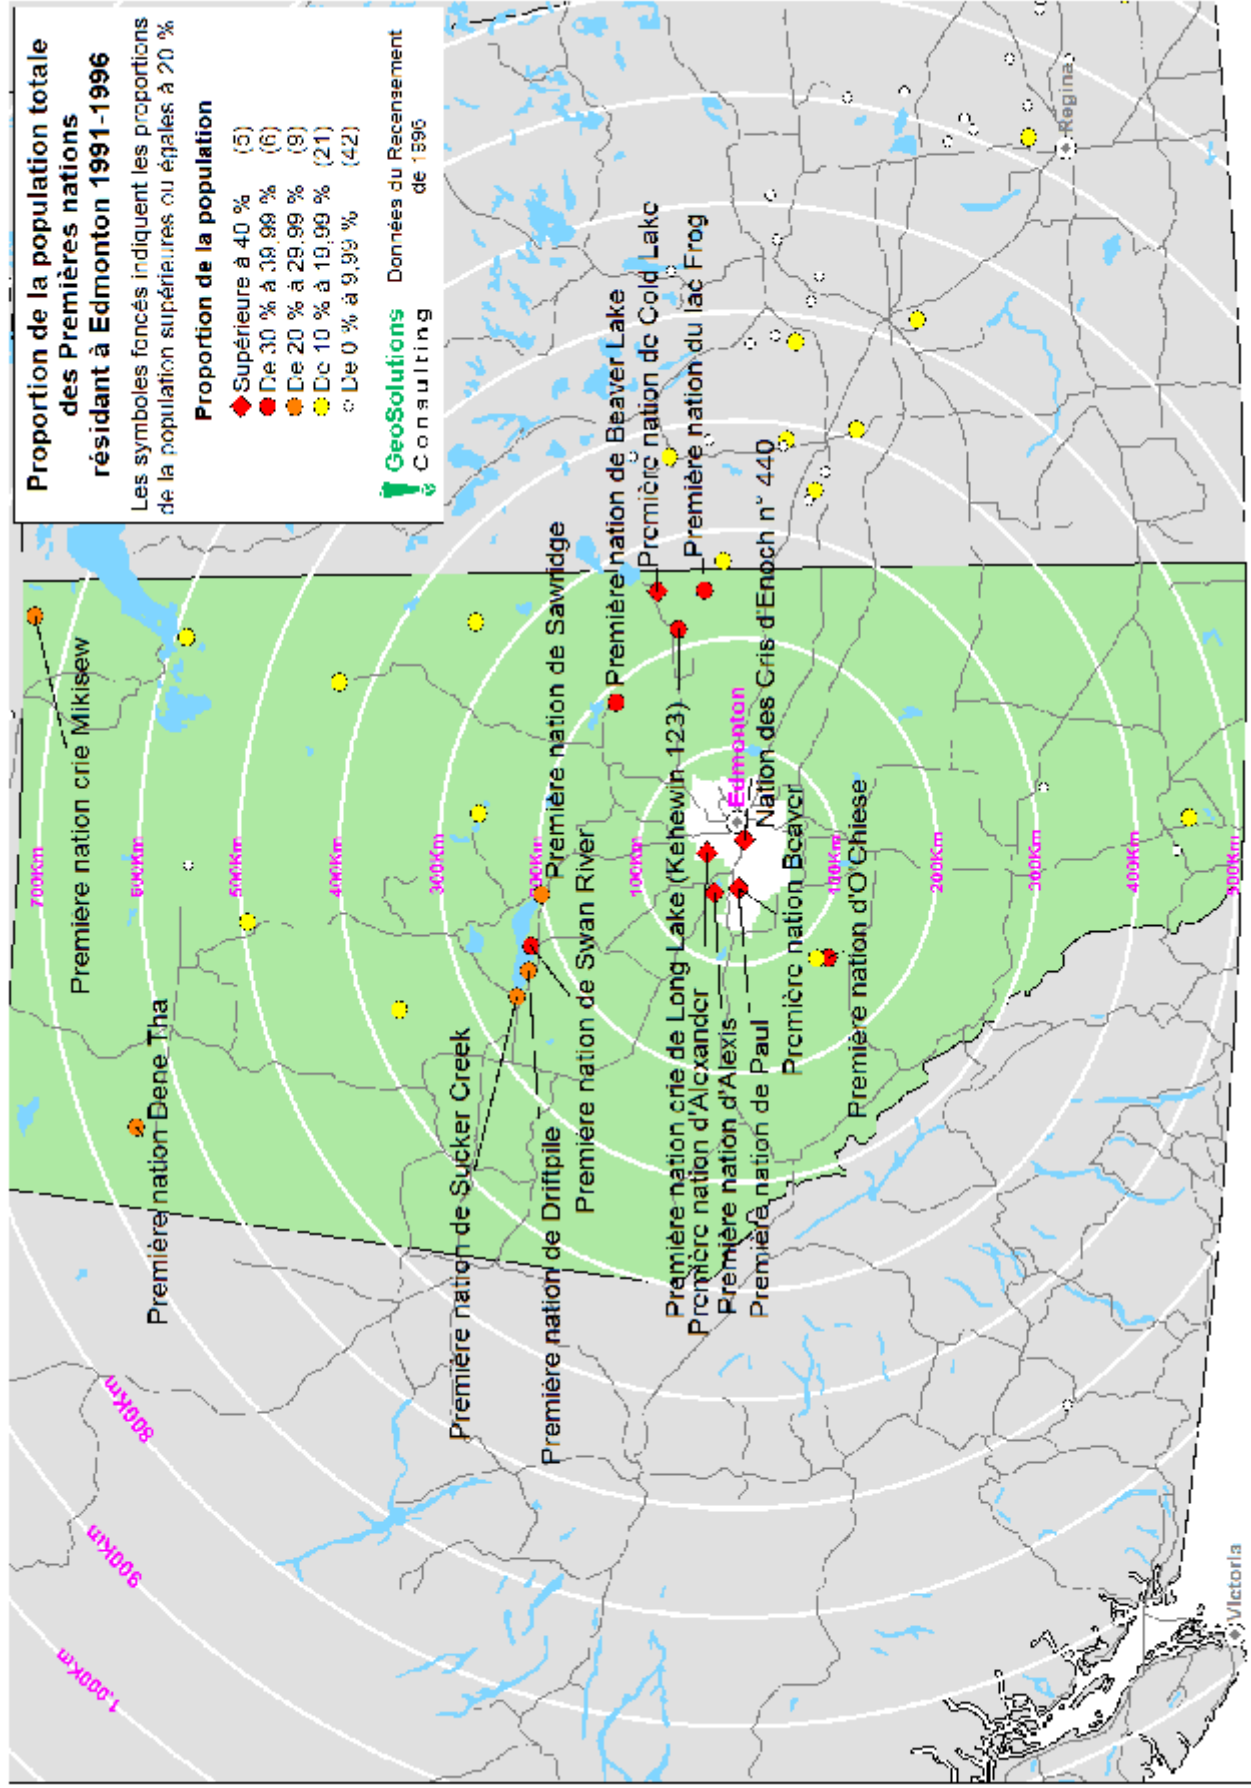 Proportion de la population totale
des Premières nations
résidant à Edmonton 1991-1996
Les symboles foncés indiquent les proportions
de la population supérieures ou égales à 20 %
Proportion de la population
Supérieure à 40 % (5)
De 30 % à 39,99 % (6)
De 20 % à 29,99 % (9)
De 10 % à 19,99 % (21)
De 0 % à 9,99 % (42)
GeoSolutions
Consulting
Données du Recensement
de 1996
700Km
600Km
500Km
400Km
300Km
200Km
100Km
100Km
200Km
300Km
400Km
500Km
800Km
900Km
1,000Km
Première nation crie Mikisew
Première nation Dene Tha
Première nation de Sucker Creek
Première nation de Driftpile
Première nation de Swan River
Première nation de Sawridge
Première nation de Beaver Lake
Première nation de Cold Lake
Première nation du lac Frog
Première nation crie de Long Lake (Kehewin 123)
Première nation d'Alexander
Première nation d'Alexis
Première nation de Paul
Première nation Beaver
Première nation d'O'Chiese
Nation des Cris d'Enoch n° 440
Edmonton
Regina
Victoria